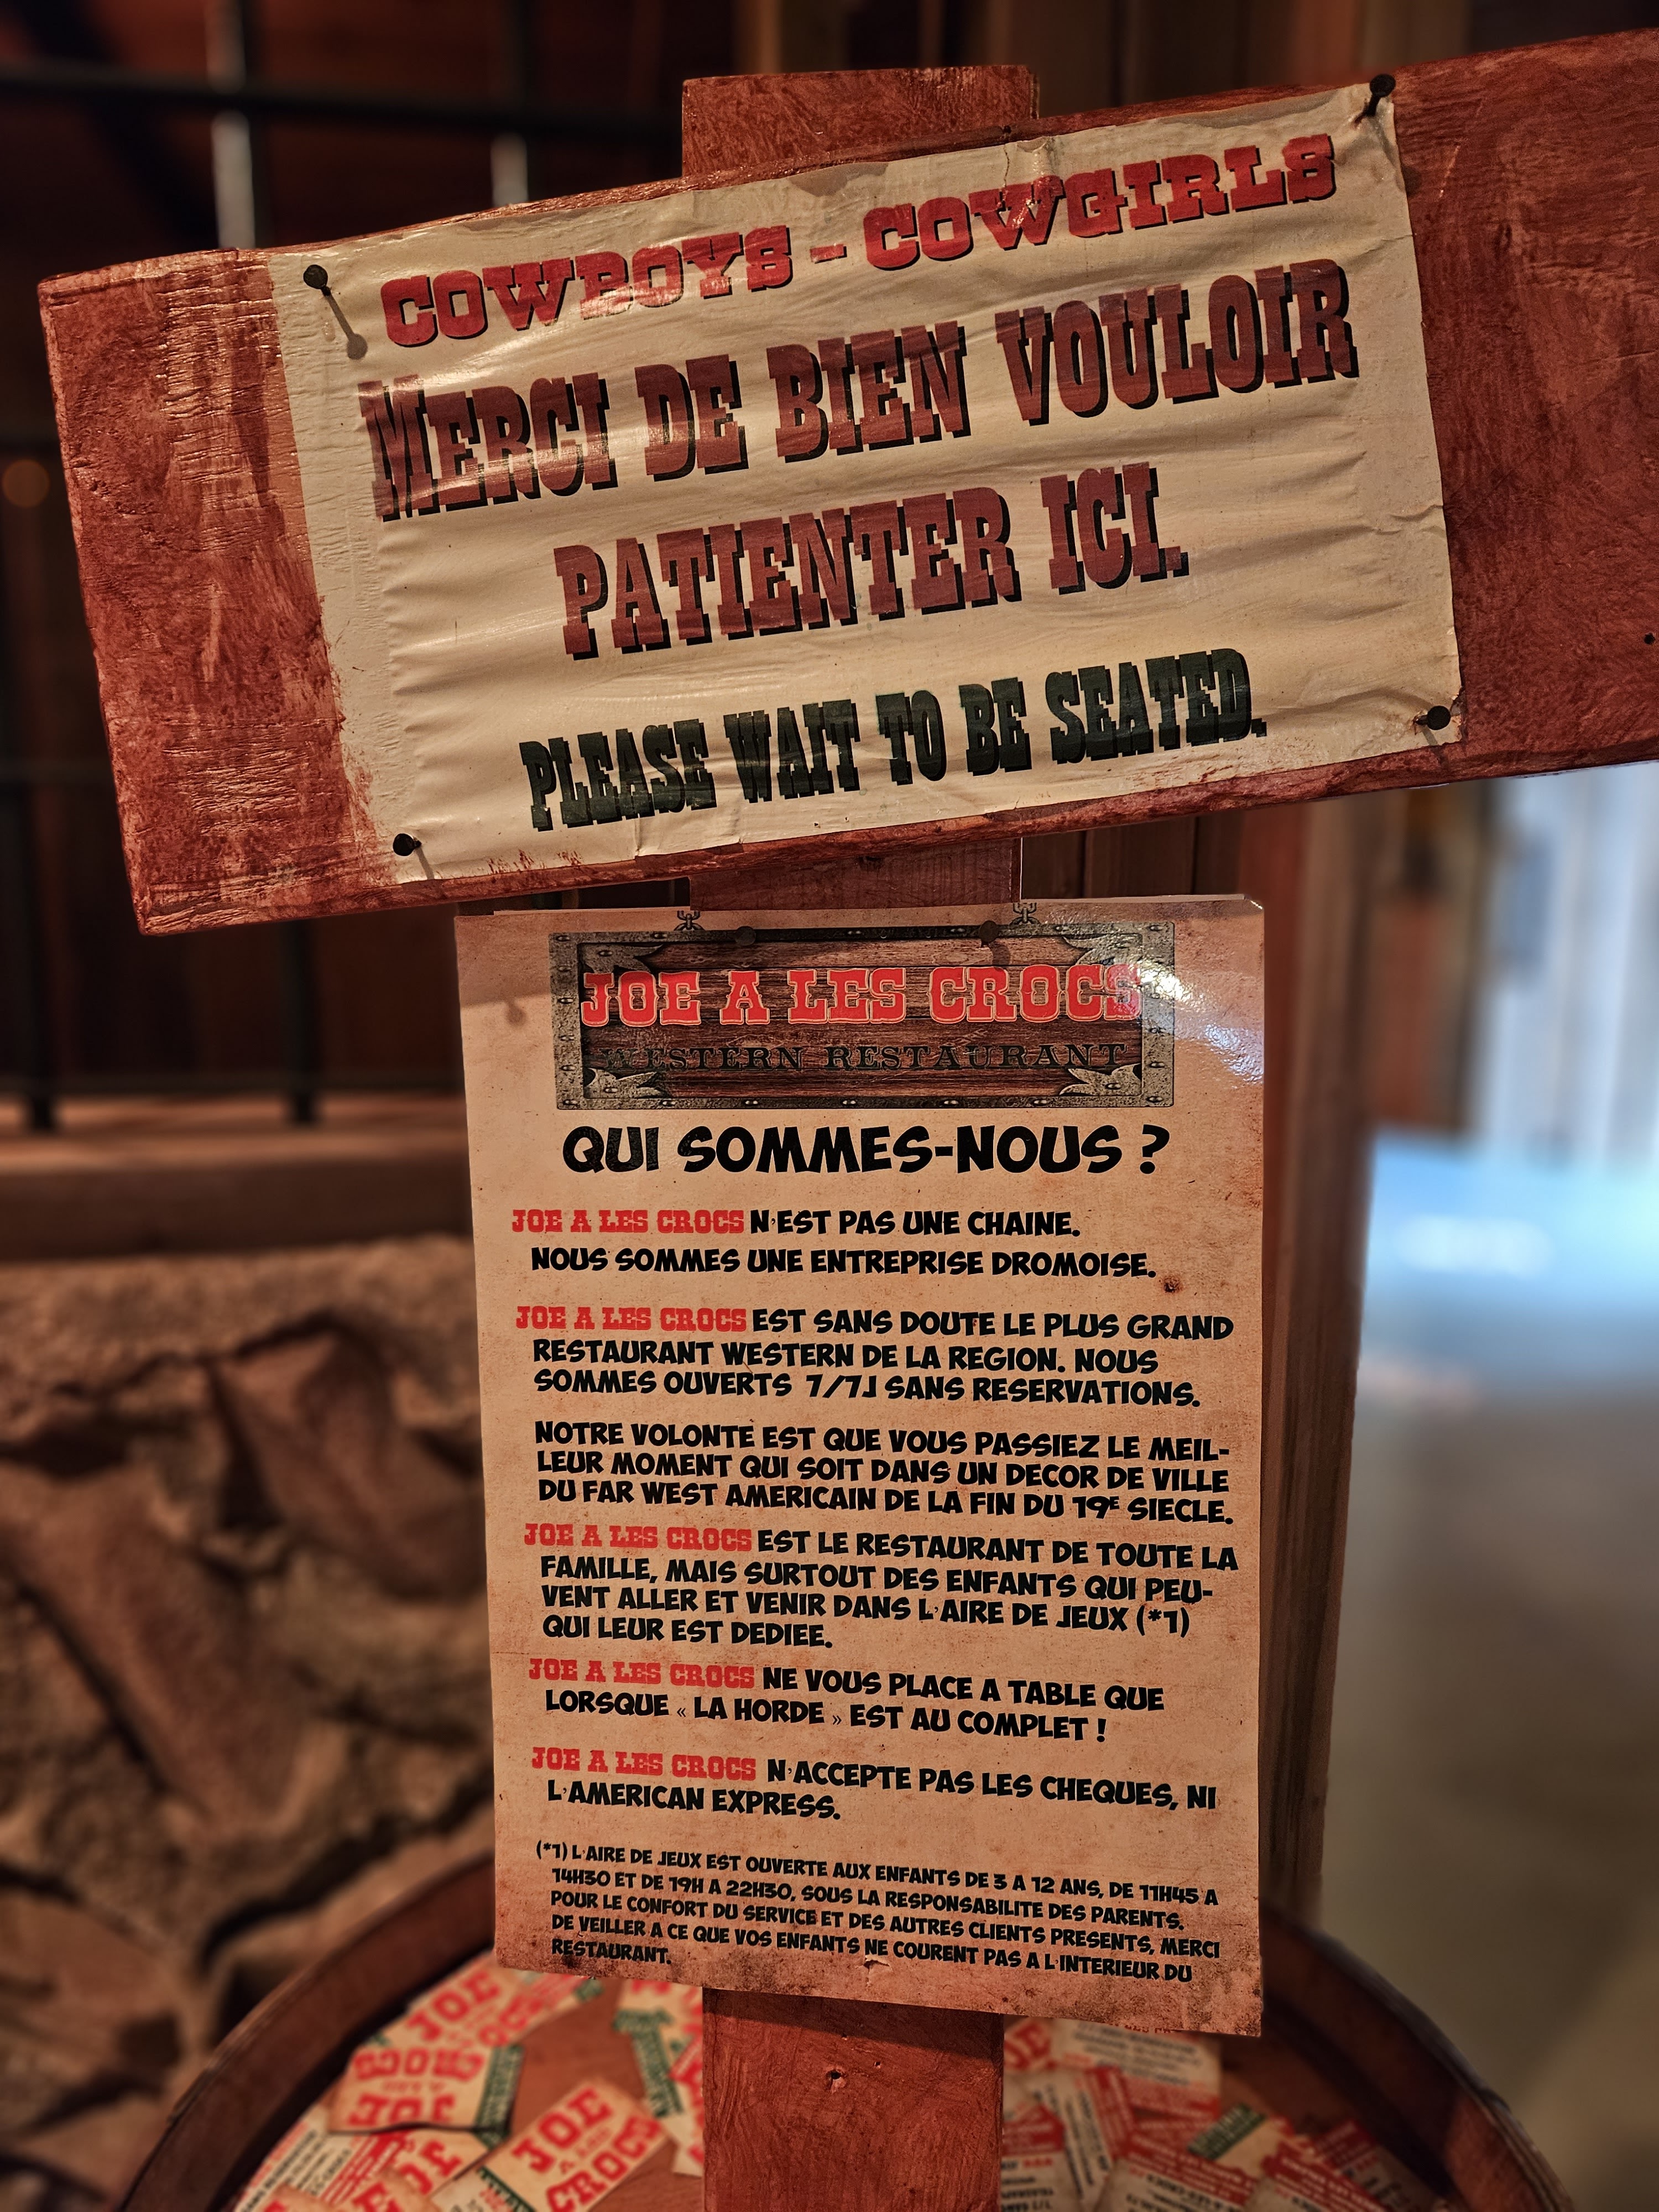 COWBOYS - COWGIRLS
MERCI DE BIEN VOULOIR
PATIENTER ICI.
PLEASE WAIT TO BE SEATED.
JOE A LES CROCS
WESTERN RESTAURANT
QUI SOMMES-NOUS ?
JOE A LES CROCS N'EST PAS UNE CHAINE.
NOUS SOMMES UNE ENTREPRISE DROMOISE.
JOE A LES CROCS EST SANS DOUTE LE PLUS GRAND
RESTAURANT WESTERN DE LA REGION. NOUS
SOMMES OUVERTS 7/7J SANS RESERVATIONS.
NOTRE VOLONTE EST QUE VOUS PASSIEZ LE MEIL-
LEUR MOMENT QUI SOIT DANS UN DECOR DE VILLE
DU FAR WEST AMERICAIN DE LA FIN DU 19E SIECLE.
JOE A LES CROCS EST LE RESTAURANT DE TOUTE LA
FAMILLE, MAIS SURTOUT DES ENFANTS QUI PEU-
VENT ALLER ET VENIR DANS L'AIRE DE JEUX (*1)
QUI LEUR EST DEDIEE.
JOE A LES CROCS NE VOUS PLACE A TABLE QUE
LORSQUE « LA HORDE » EST AU COMPLET !
JOE A LES CROCS N'ACCEPTE PAS LES CHEQUES, NI
L'AMERICAN EXPRESS.
(*1) L'AIRE DE JEUX EST OUVERTE AUX ENFANTS DE 3 A 12 ANS, DE 11H45 A
14H30 ET DE 19H A 22H30, SOUS LA RESPONSABILITE DES PARENTS.
POUR LE CONFORT DU SERVICE ET DES AUTRES CLIENTS PRESENTS, MERCI
DE VEILLER A CE QUE VOS ENFANTS NE COURENT PAS A L'INTERIEUR DU
RESTAURANT.
JOE
CROCS
JOE
JOE
CROCS